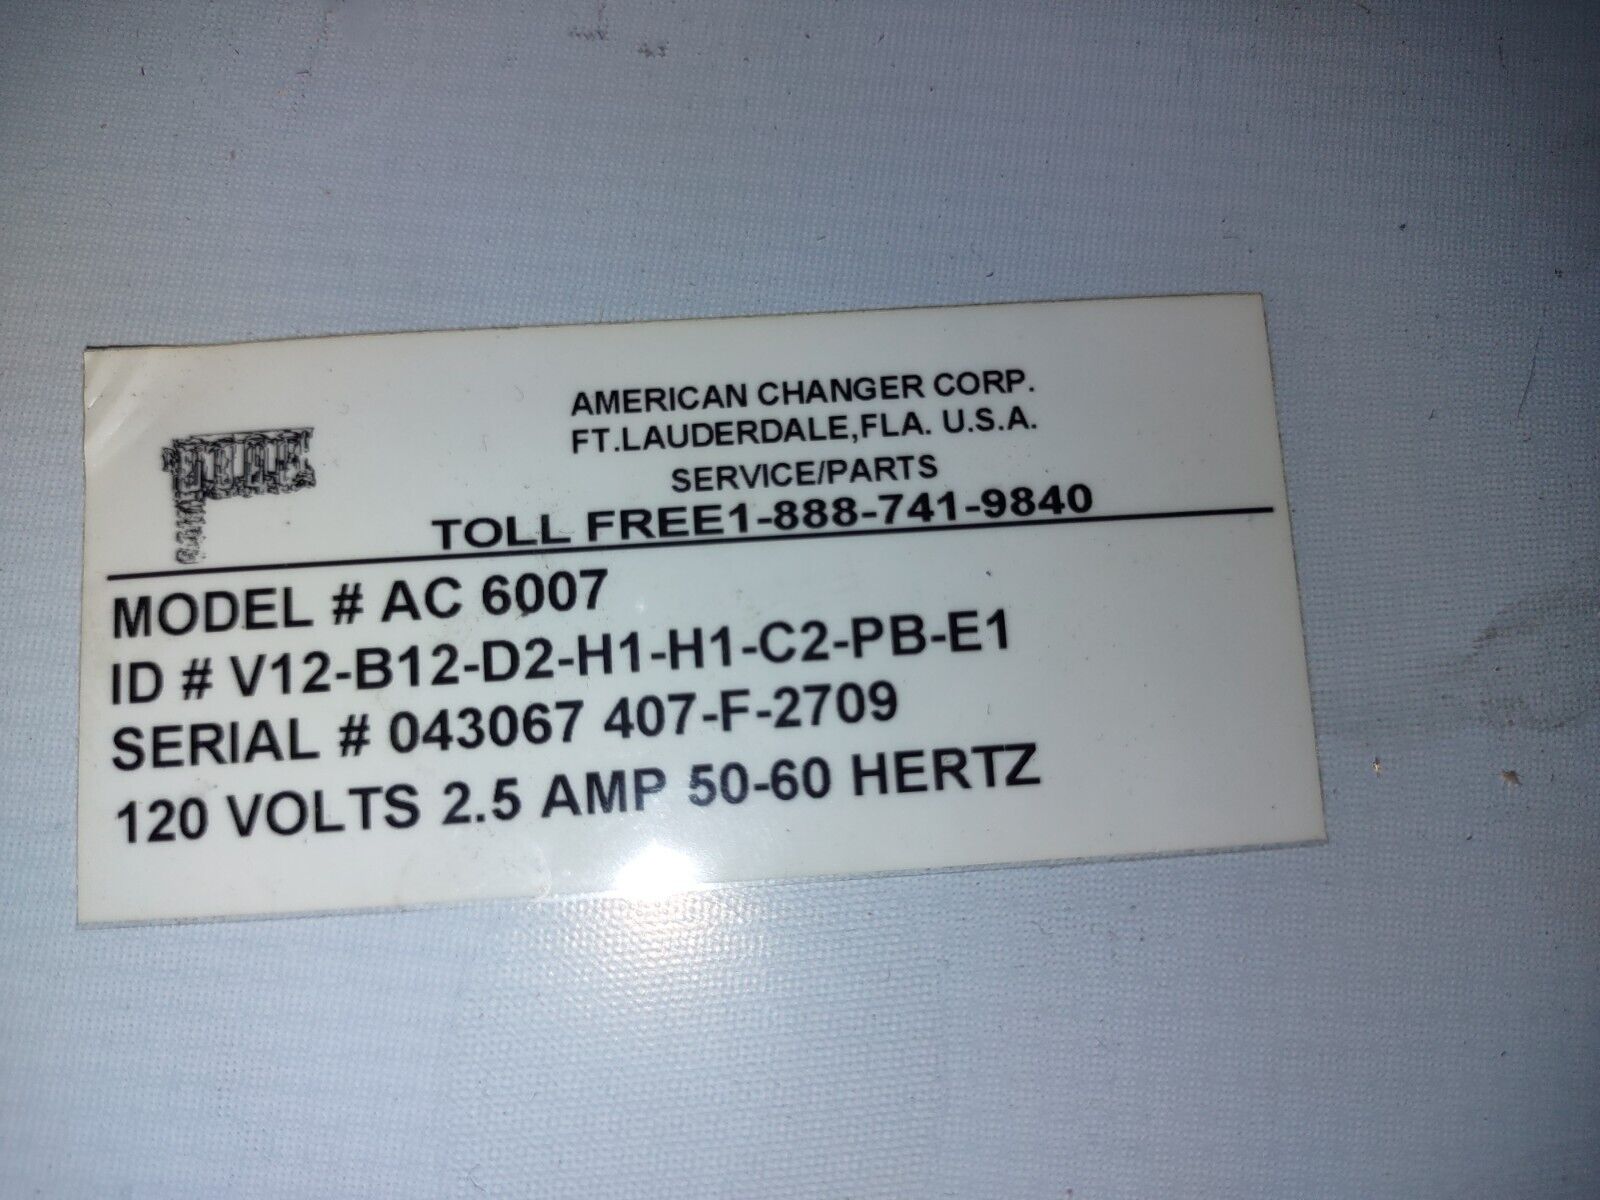 AMERICAN CHANGER CORP.
FT.LAUDERDALE,FLA. U.S.A.
SERVICE/PARTS
TOLL FREE1-888-741-9840
MODEL # AC 6007
ID # V12-B12-D2-H1-H1-C2-PB-E1
SERIAL # 043067 407-F-2709
120 VOLTS 2.5 AMP 50-60 HERTZ